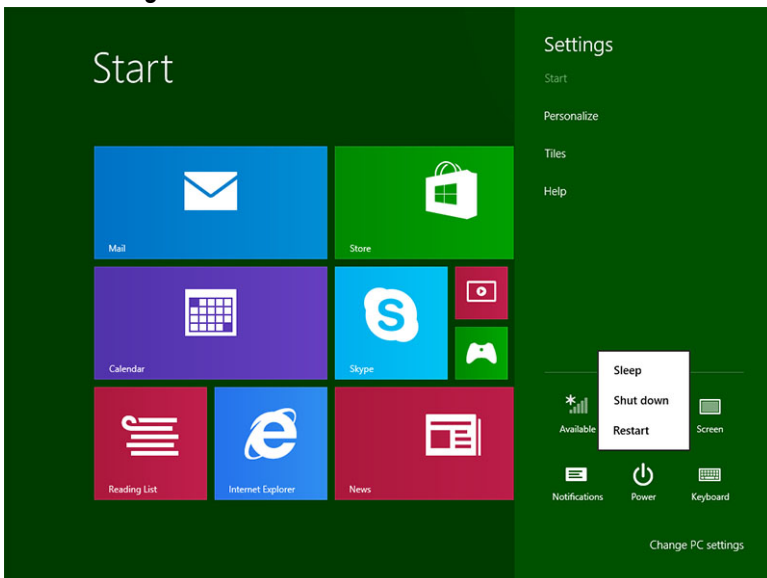 Start
Mail
Store
Calendar
Skype
Reading List
Internet Explorer
News
Settings
Start
Personalize
Tiles
Help
Sleep
Shut down
Restart
Available
Screen
Notifications
Power
Keyboard
Change PC settings